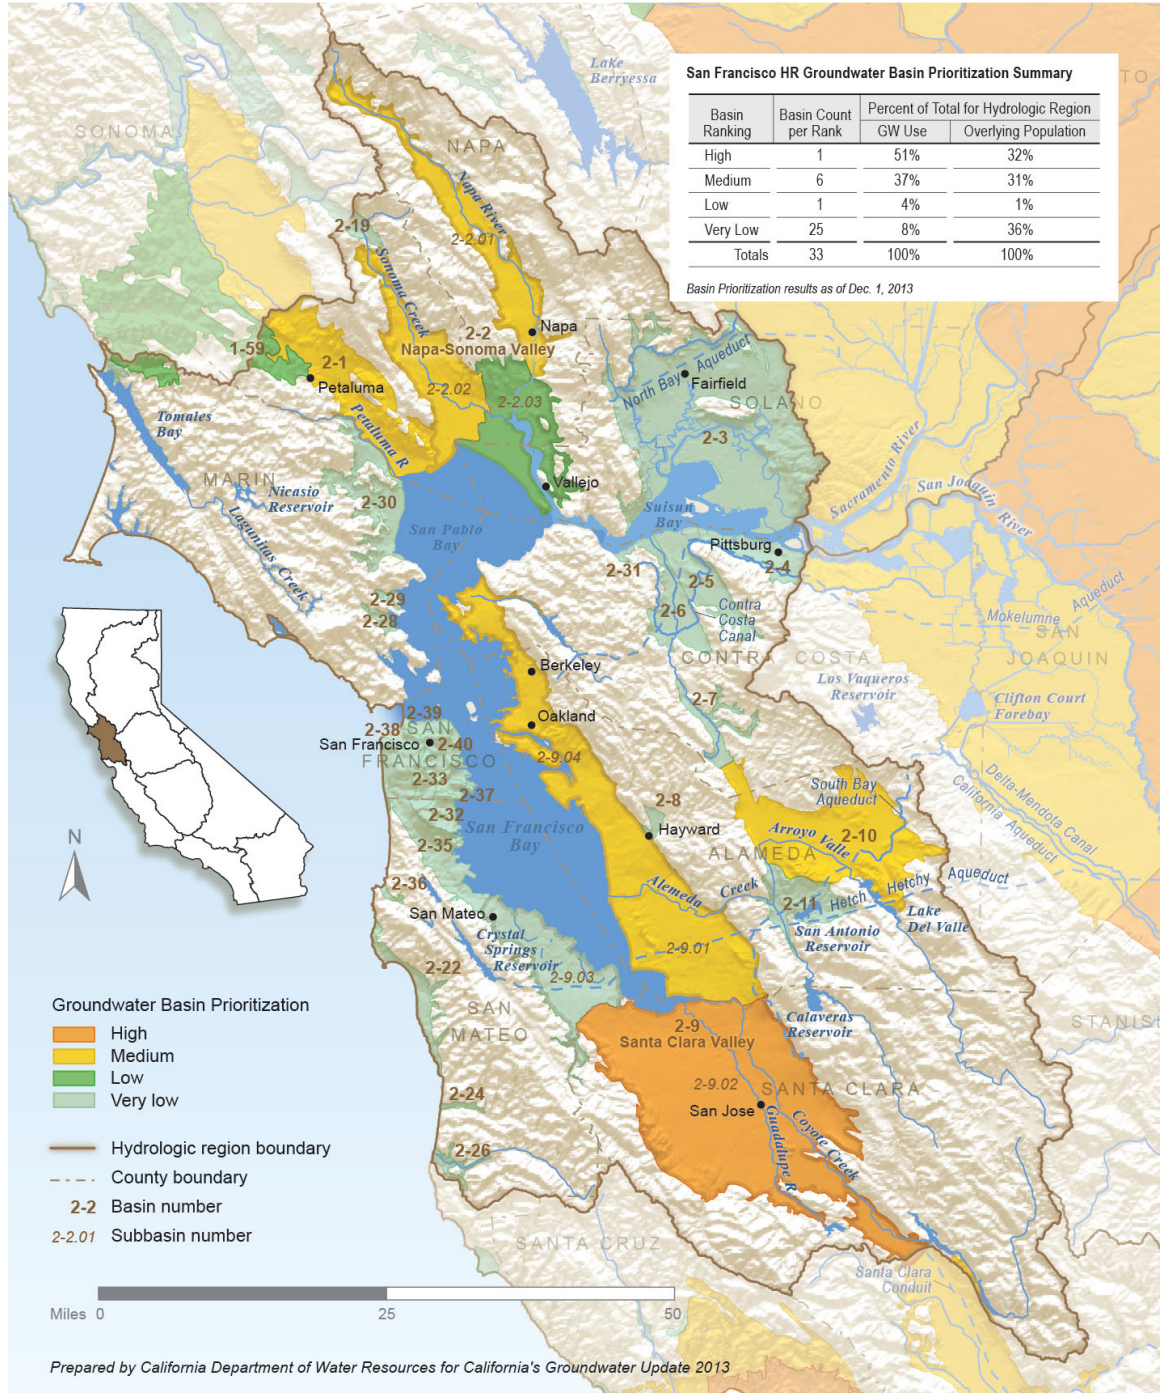 Lake
Berryessa
San Francisco HR Groundwater Basin Prioritization Summary
Basin Ranking | Basin Count per Rank | Percent of Total for Hydrologic Region
GW Use | Overlying Population
High 1 51% 32%
Medium 6 37% 31%
Low 1 4% 1%
Very Low 25 8% 36%
Totals 33 100% 100%
Basin Prioritization results as of Dec. 1, 2013
SONOMA
NAPA
Napa River
2-2.01
2-19
Sonoma Creek
2-2
Napa-Sonoma Valley
Napa
1-59
2-1
Petaluma
2-2.02
2-2.03
North Bay Aqueduct
Fairfield
SOLANO
2-3
Tomales
Bay
Petaluma R
MARIN
Nicasio
Reservoir
2-30
Lagunitas Creek
San Pablo
Bay
Vallejo
Suisun
Bay
Sacramento River
San Joaquin
River
Pittsburg
2-4
2-31
2-5
2-6
Contra
Costa
Canal
2-29
2-28
Mokelumne Aqueduct
SAN
JOAQUIN
CONTRA COSTA
Berkeley
Los Vaqueros
Reservoir
Clifton Court
Forebay
2-7
2-39
2-38
SAN
FRANCISCO
San Francisco
2-40
Oakland
2-9.04
2-33
2-37
2-32
San Francisco
Bay
2-35
2-8
Hayward
ALAMEDA
South Bay
Aqueduct
2-10
Arroyo Valle
Delta-Mendota Canal
California Aqueduct
2-36
San Mateo
Crystal
Springs
Reservoir
Alemeda Creek
2-11
Hetch Hetchy Aqueduct
San Antonio
Reservoir
Lake
Del Valle
2-22
2-9.03
2-9.01
SAN
MATEO
Calaveras
Reservoir
STANIS
2-9
Santa Clara Valley
2-9.02
SANTA CLARA
San Jose
Guadalupe R
Coyote Creek
2-24
2-26
SANTA CRUZ
Santa Clara
Conduit
N
Groundwater Basin Prioritization
High
Medium
Low
Very low
Hydrologic region boundary
County boundary
2-2 Basin number
2-2.01 Subbasin number
Miles 0 25 50
Prepared by California Department of Water Resources for California's Groundwater Update 2013